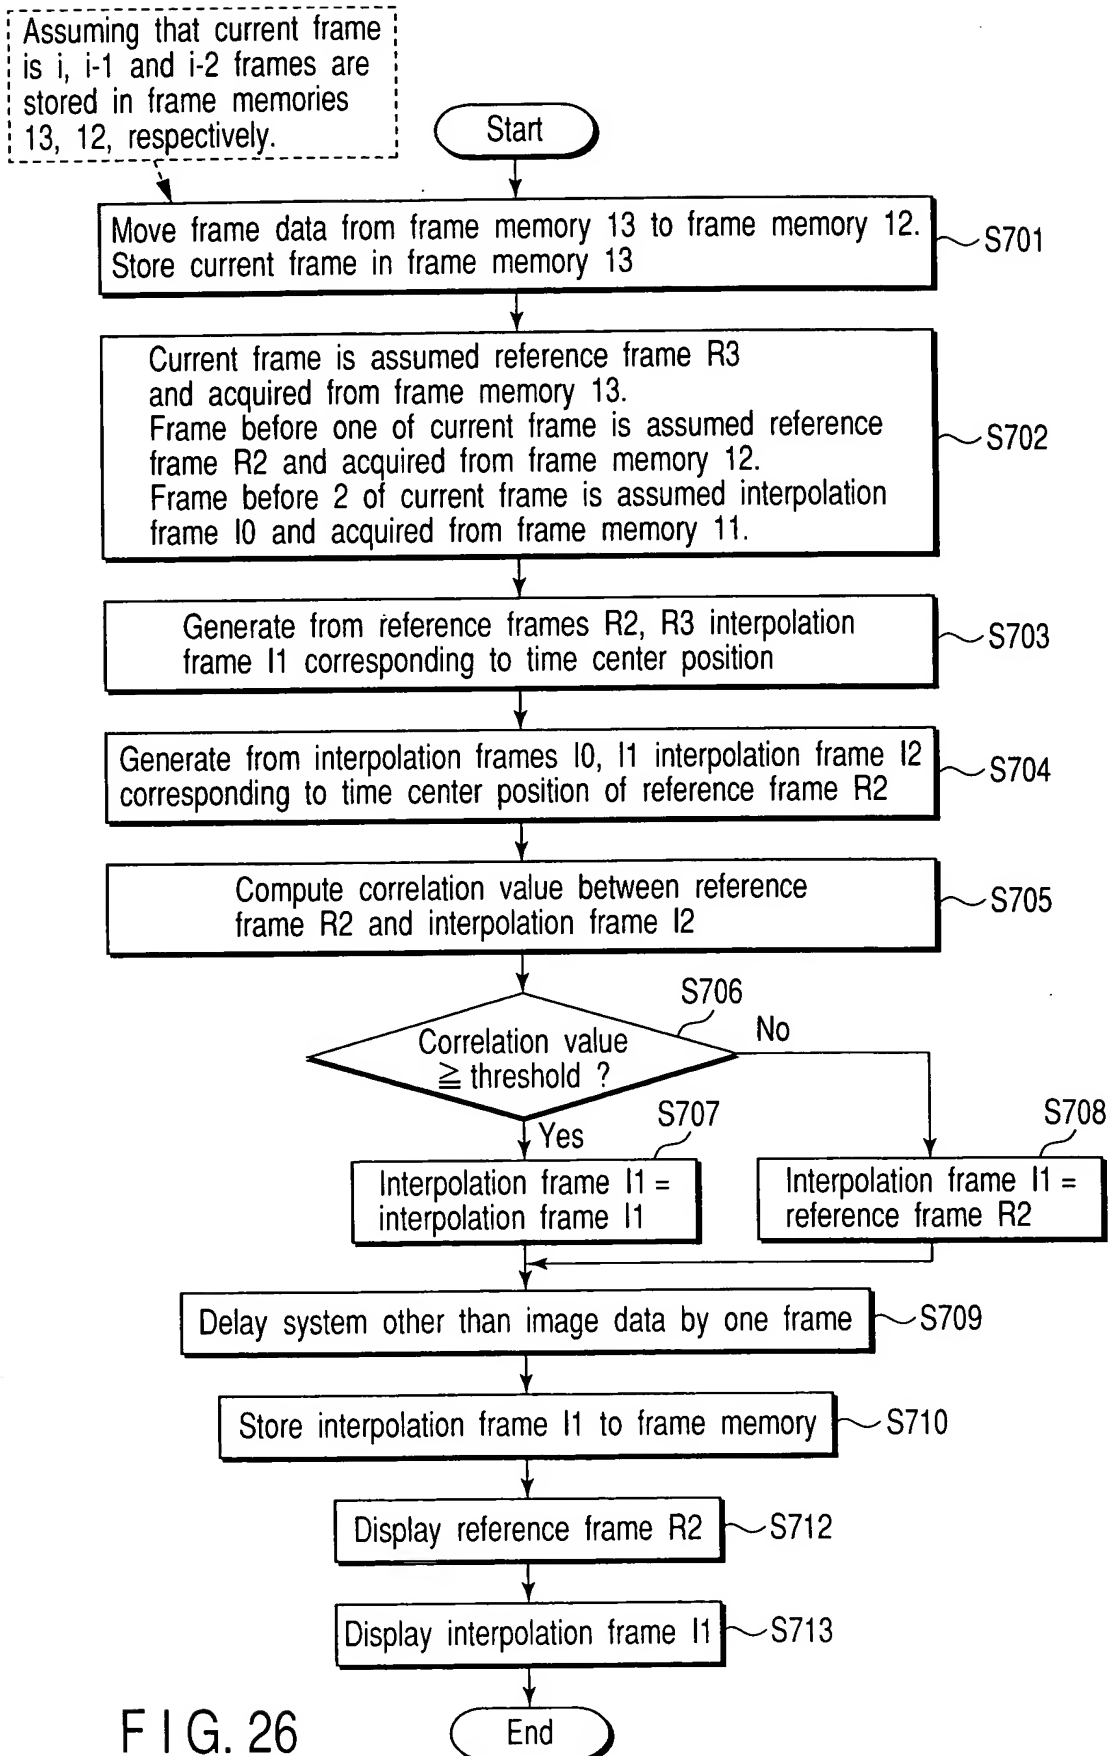 Assuming that current frame
is i, i-1 and i-2 frames are
stored in frame memories
13, 12, respectively.
Start
Move frame data from frame memory 13 to frame memory 12.
Store current frame in frame memory 13
S701
Current frame is assumed reference frame R3
and acquired from frame memory 13.
Frame before one of current frame is assumed reference
frame R2 and acquired from frame memory 12.
Frame before 2 of current frame is assumed interpolation
frame I0 and acquired from frame memory 11.
S702
Generate from reference frames R2, R3 interpolation
frame I1 corresponding to time center position
S703
Generate from interpolation frames I0, I1 interpolation frame I2
corresponding to time center position of reference frame R2
S704
Compute correlation value between reference
frame R2 and interpolation frame I2
S705
S706
Correlation value
≧ threshold ?
No
Yes
S707
Interpolation frame I1 =
interpolation frame I1
S708
Interpolation frame I1 =
reference frame R2
Delay system other than image data by one frame
S709
Store interpolation frame I1 to frame memory
S710
Display reference frame R2
S712
Display interpolation frame I1
S713
End
FIG. 26